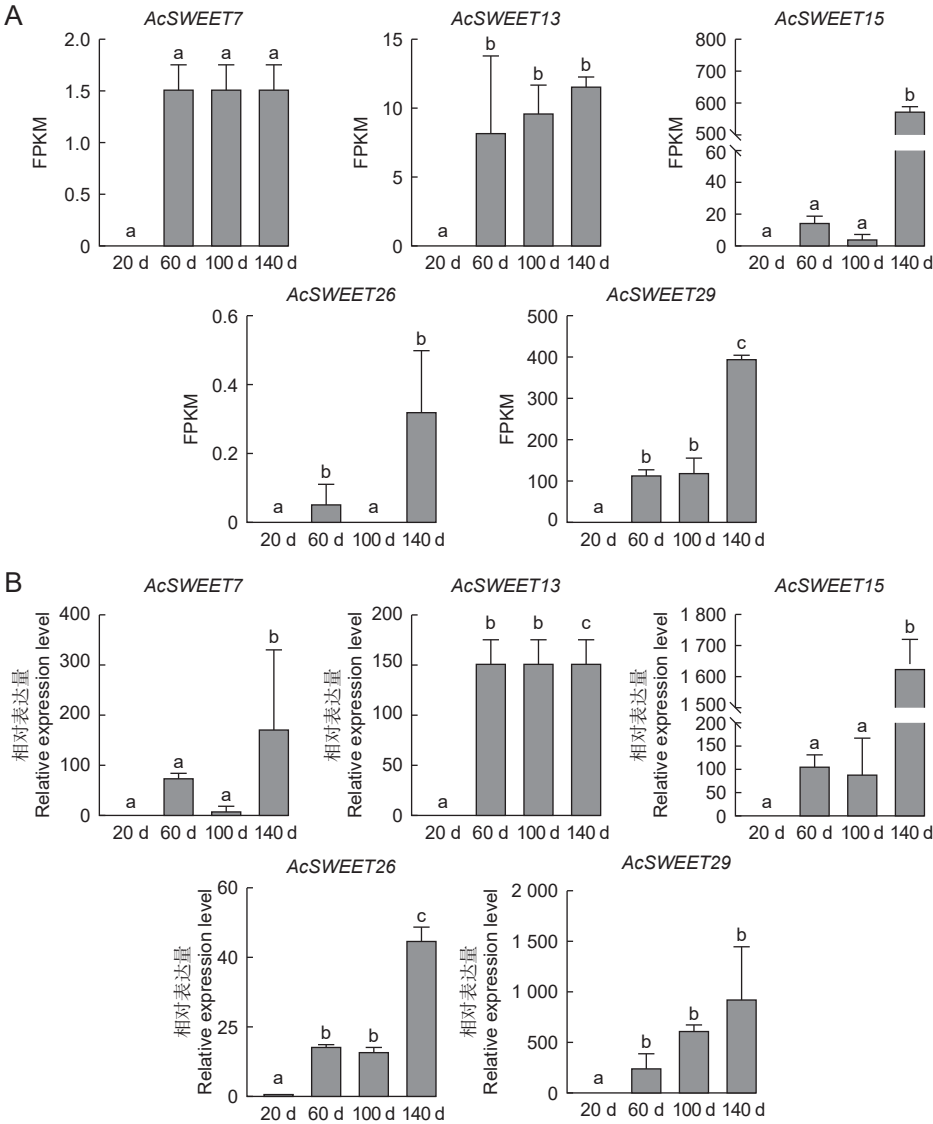 A
AcSWEET7
AcSWEET13
AcSWEET15
FPKM
2.0
1.5
1.0
0.5
0
a
a
a
a
20 d 60 d 100 d 140 d
FPKM
15
10
5
0
a
b
b
b
20 d 60 d 100 d 140 d
FPKM
800
700
600
500
60
40
20
0
a
a
a
b
20 d 60 d 100 d 140 d
AcSWEET26
AcSWEET29
FPKM
0.6
0.4
0.2
0
a
b
a
b
20 d 60 d 100 d 140 d
FPKM
500
400
300
200
100
0
a
b
b
c
20 d 60 d 100 d 140 d
B
AcSWEET7
AcSWEET13
AcSWEET15
相对表达量
Relative expression level
400
300
200
100
0
a
a
a
b
20 d 60 d 100 d 140 d
相对表达量
Relative expression level
200
150
100
50
0
a
b
b
c
20 d 60 d 100 d 140 d
相对表达量
Relative expression level
1 800
1 700
1 600
1 500
200
150
100
50
0
a
a
a
b
20 d 60 d 100 d 140 d
AcSWEET26
AcSWEET29
相对表达量
Relative expression level
60
40
25
0
a
b
b
c
20 d 60 d 100 d 140 d
相对表达量
Relative expression level
2 000
1 500
1 000
500
0
a
b
b
b
20 d 60 d 100 d 140 d